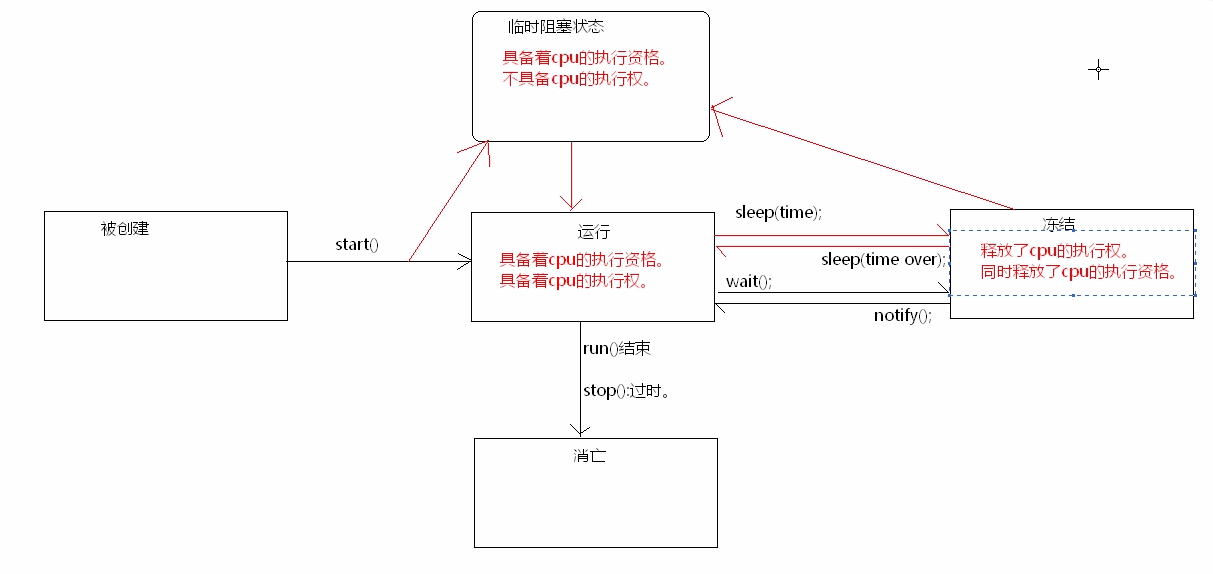 临时阻塞状态
具备着cpu的执行资格。
不具备cpu的执行权。
被创建
start()
运行
具备着cpu的执行资格。
具备着cpu的执行权。
sleep(time);
sleep(time over);
wait();
notify();
冻结
释放了cpu的执行权。
同时释放了cpu的执行资格。
run()结束
stop():过时。
消亡